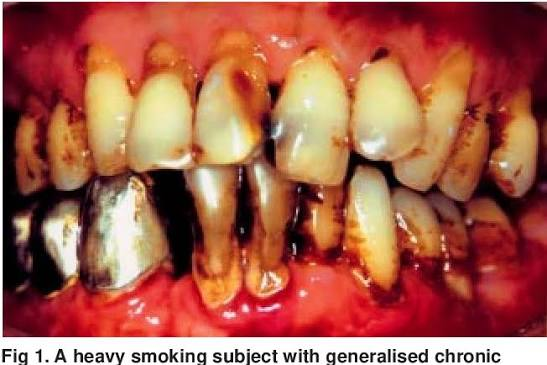 Fig 1. A heavy smoking subject with generalised chronic